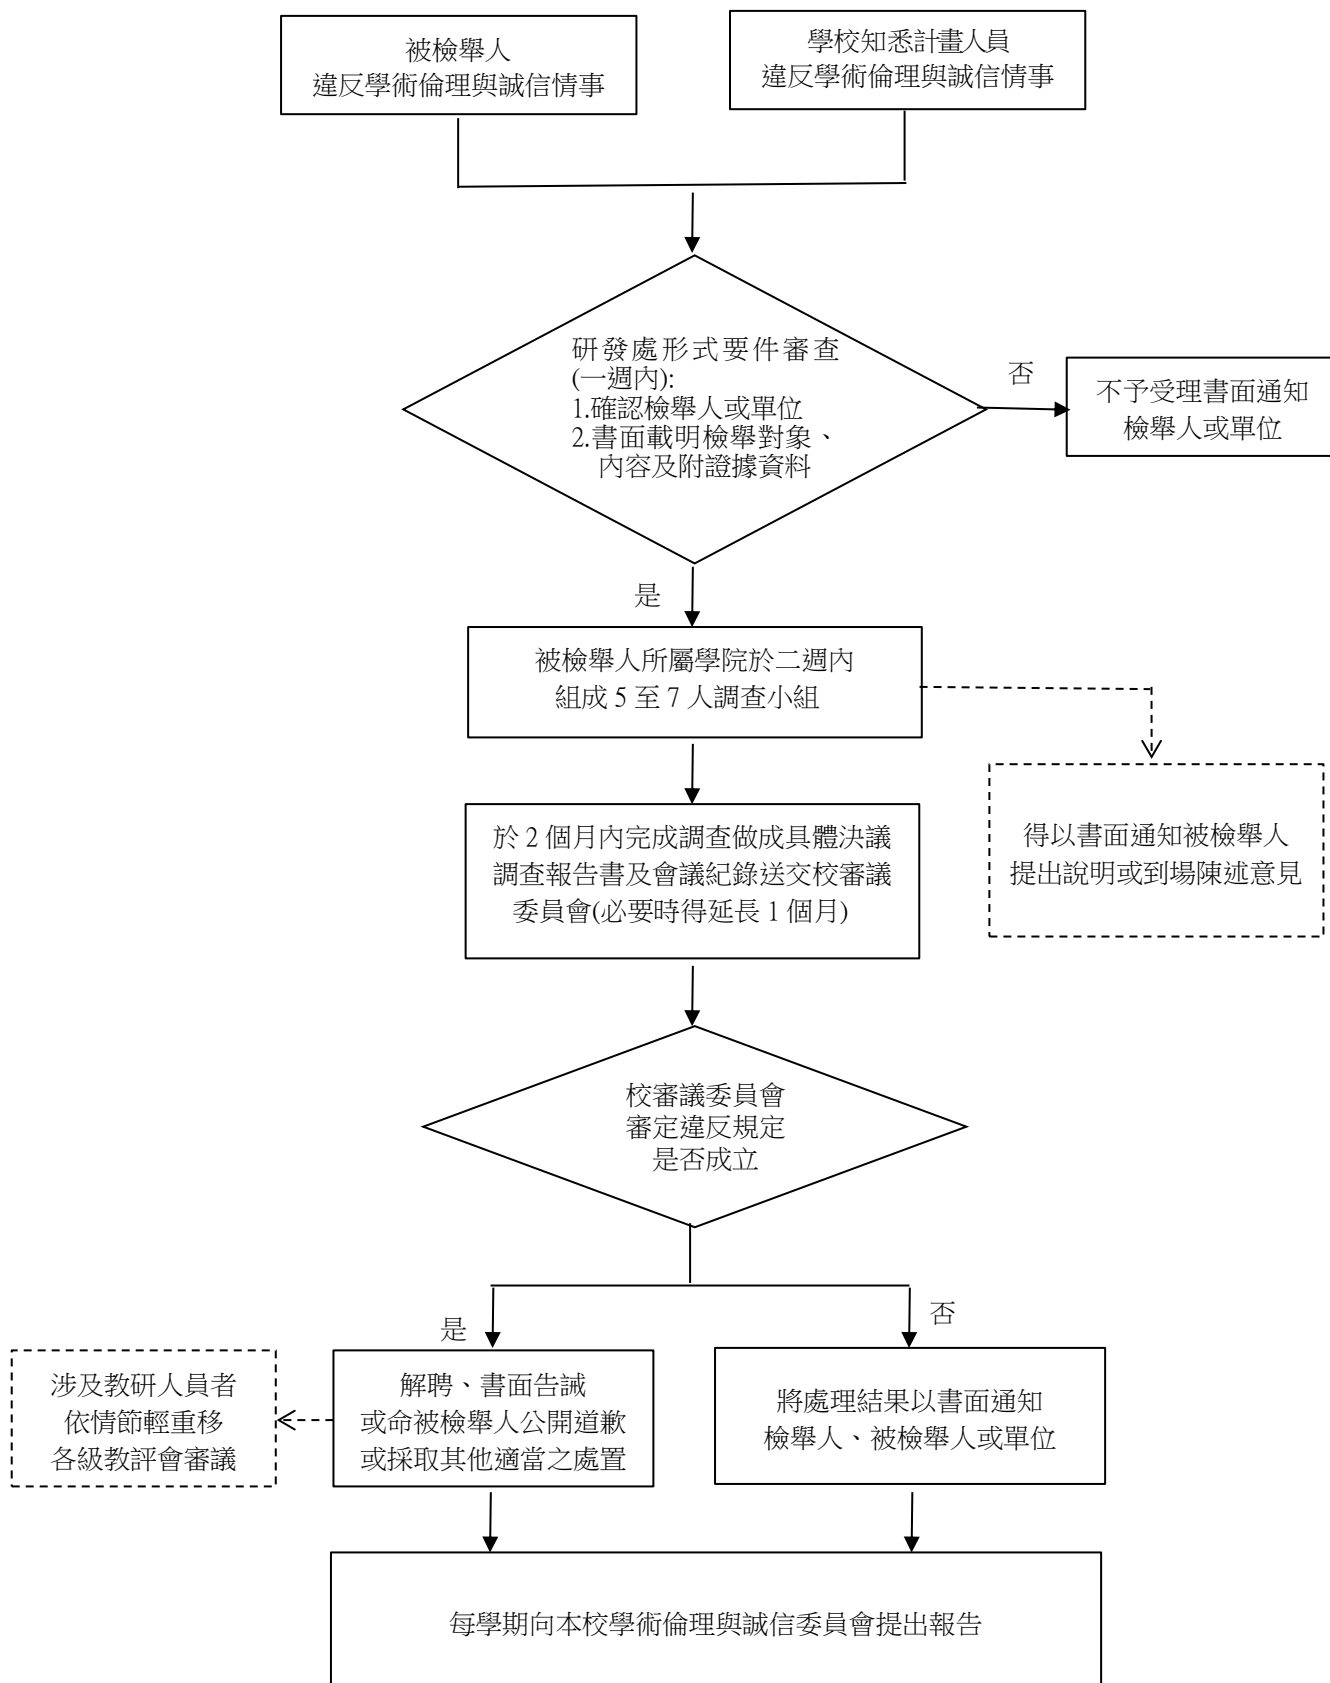 被檢舉人
違反學術倫理與誠信情事
學校知悉計畫人員
違反學術倫理與誠信情事
研發處形式要件審查
(一週內):
1.確認檢舉人或單位
2.書面載明檢舉對象、
內容及附證據資料
否
不予受理書面通知
檢舉人或單位
是
被檢舉人所屬學院於二週內
組成 5 至 7 人調查小組
得以書面通知被檢舉人
提出說明或到場陳述意見
於 2 個月內完成調查做成具體決議
調查報告書及會議紀錄送交校審議
委員會(必要時得延長 1 個月)
校審議委員會
審定違反規定
是否成立
是
否
涉及教研人員者
依情節輕重移
各級教評會審議
解聘、書面告誡
或命被檢舉人公開道歉
或採取其他適當之處置
將處理結果以書面通知
檢舉人、被檢舉人或單位
每學期向本校學術倫理與誠信委員會提出報告